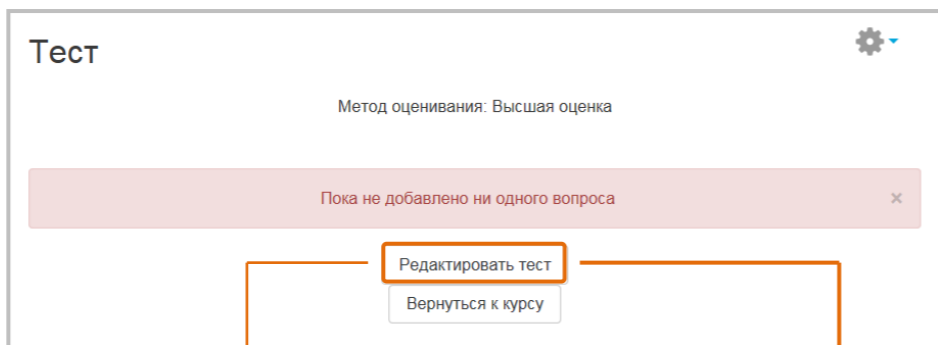 Тест
Метод оценивания: Высшая оценка
Пока не добавлено ни одного вопроса ×
Редактировать тест
Вернуться к курсу